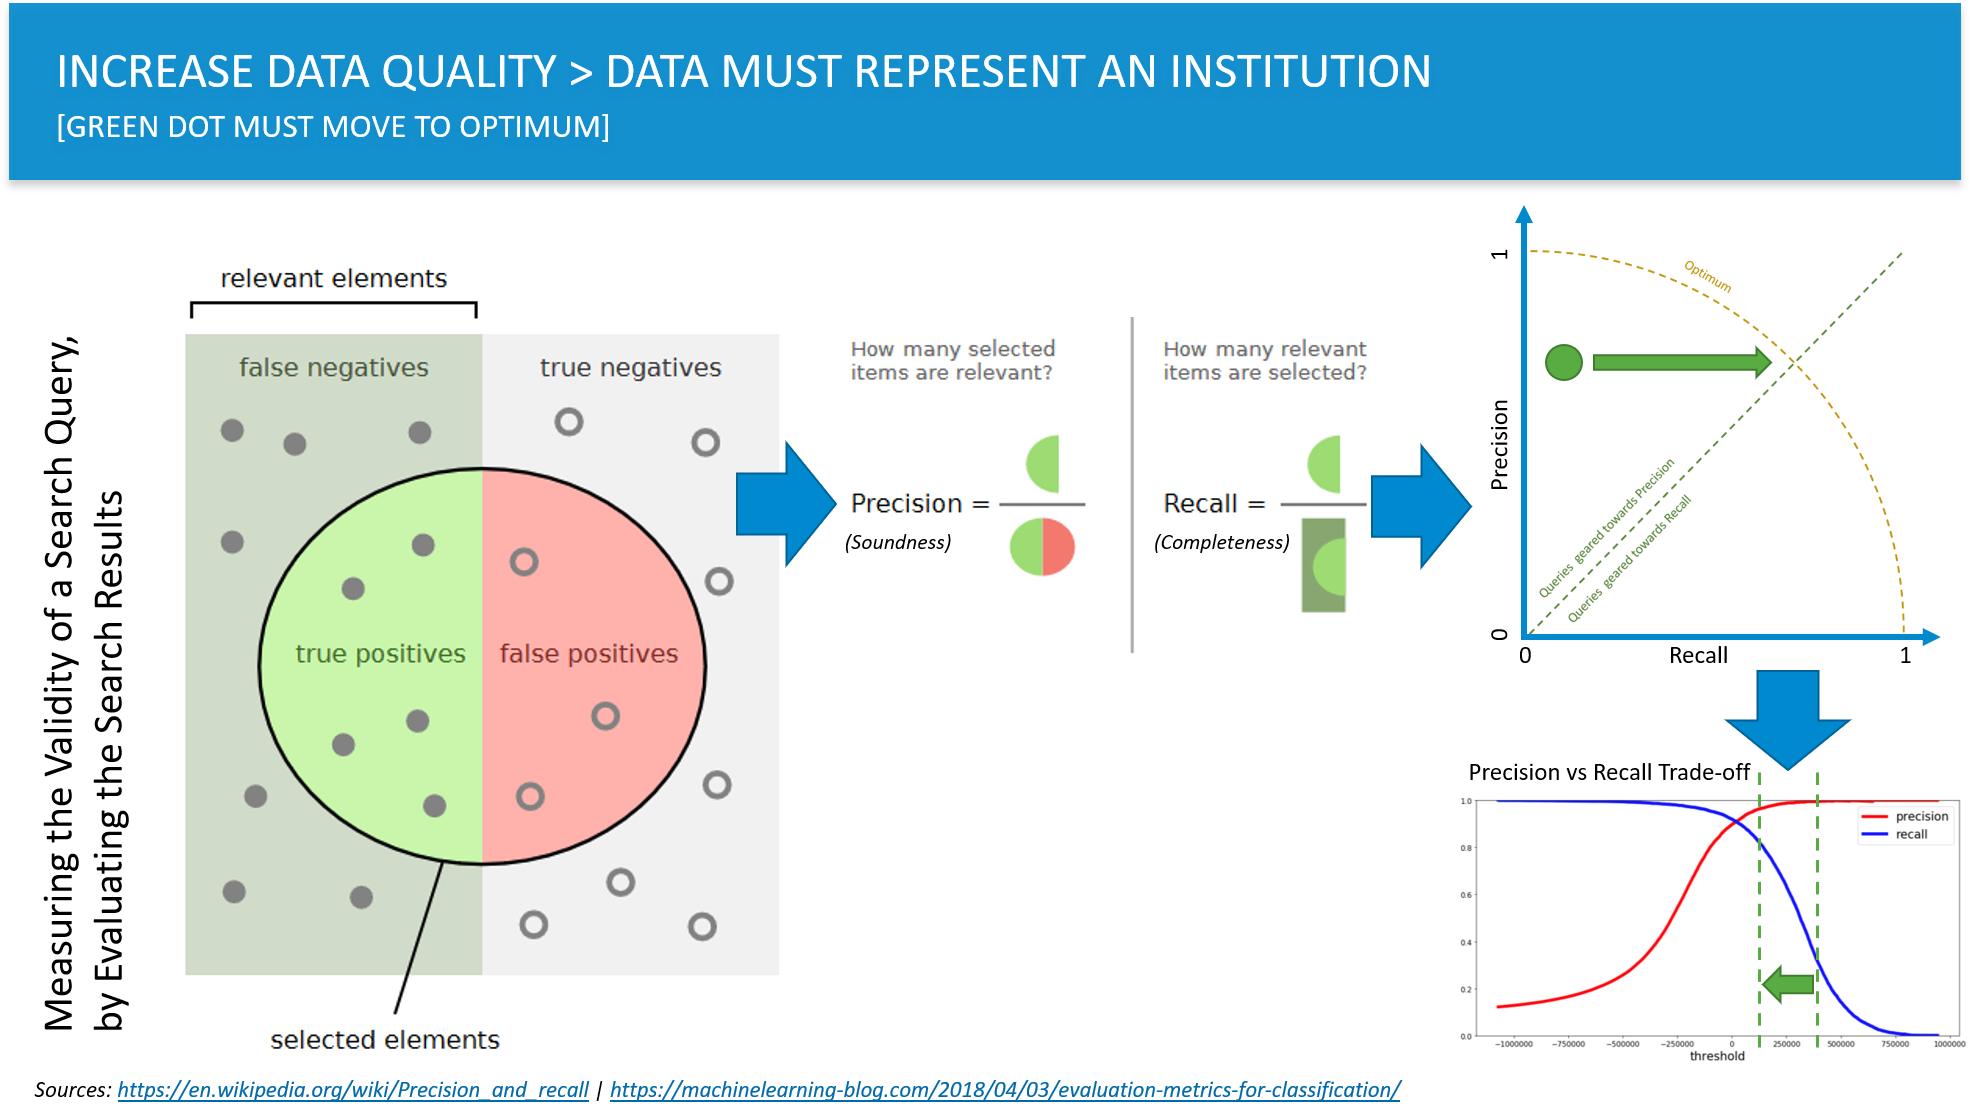 INCREASE DATA QUALITY > DATA MUST REPRESENT AN INSTITUTION
[GREEN DOT MUST MOVE TO OPTIMUM]
Measuring the Validity of a Search Query,
by Evaluating the Search Results
relevant elements
false negatives
true negatives
true positives
false positives
selected elements
How many selected
items are relevant?
Precision =
(Soundness)
How many relevant
items are selected?
Recall =
(Completeness)
1
Precision
0
Optimum
Queries geared towards Precision
Queries geared towards Recall
0
Recall
1
Precision vs Recall Trade-off
1.0
0.8
0.6
0.4
0.2
0.0
precision
recall
−1000000
−750000
−500000
−250000
0
250000
500000
750000
1000000
threshold
Sources: https://en.wikipedia.org/wiki/Precision_and_recall | https://machinelearning-blog.com/2018/04/03/evaluation-metrics-for-classification/